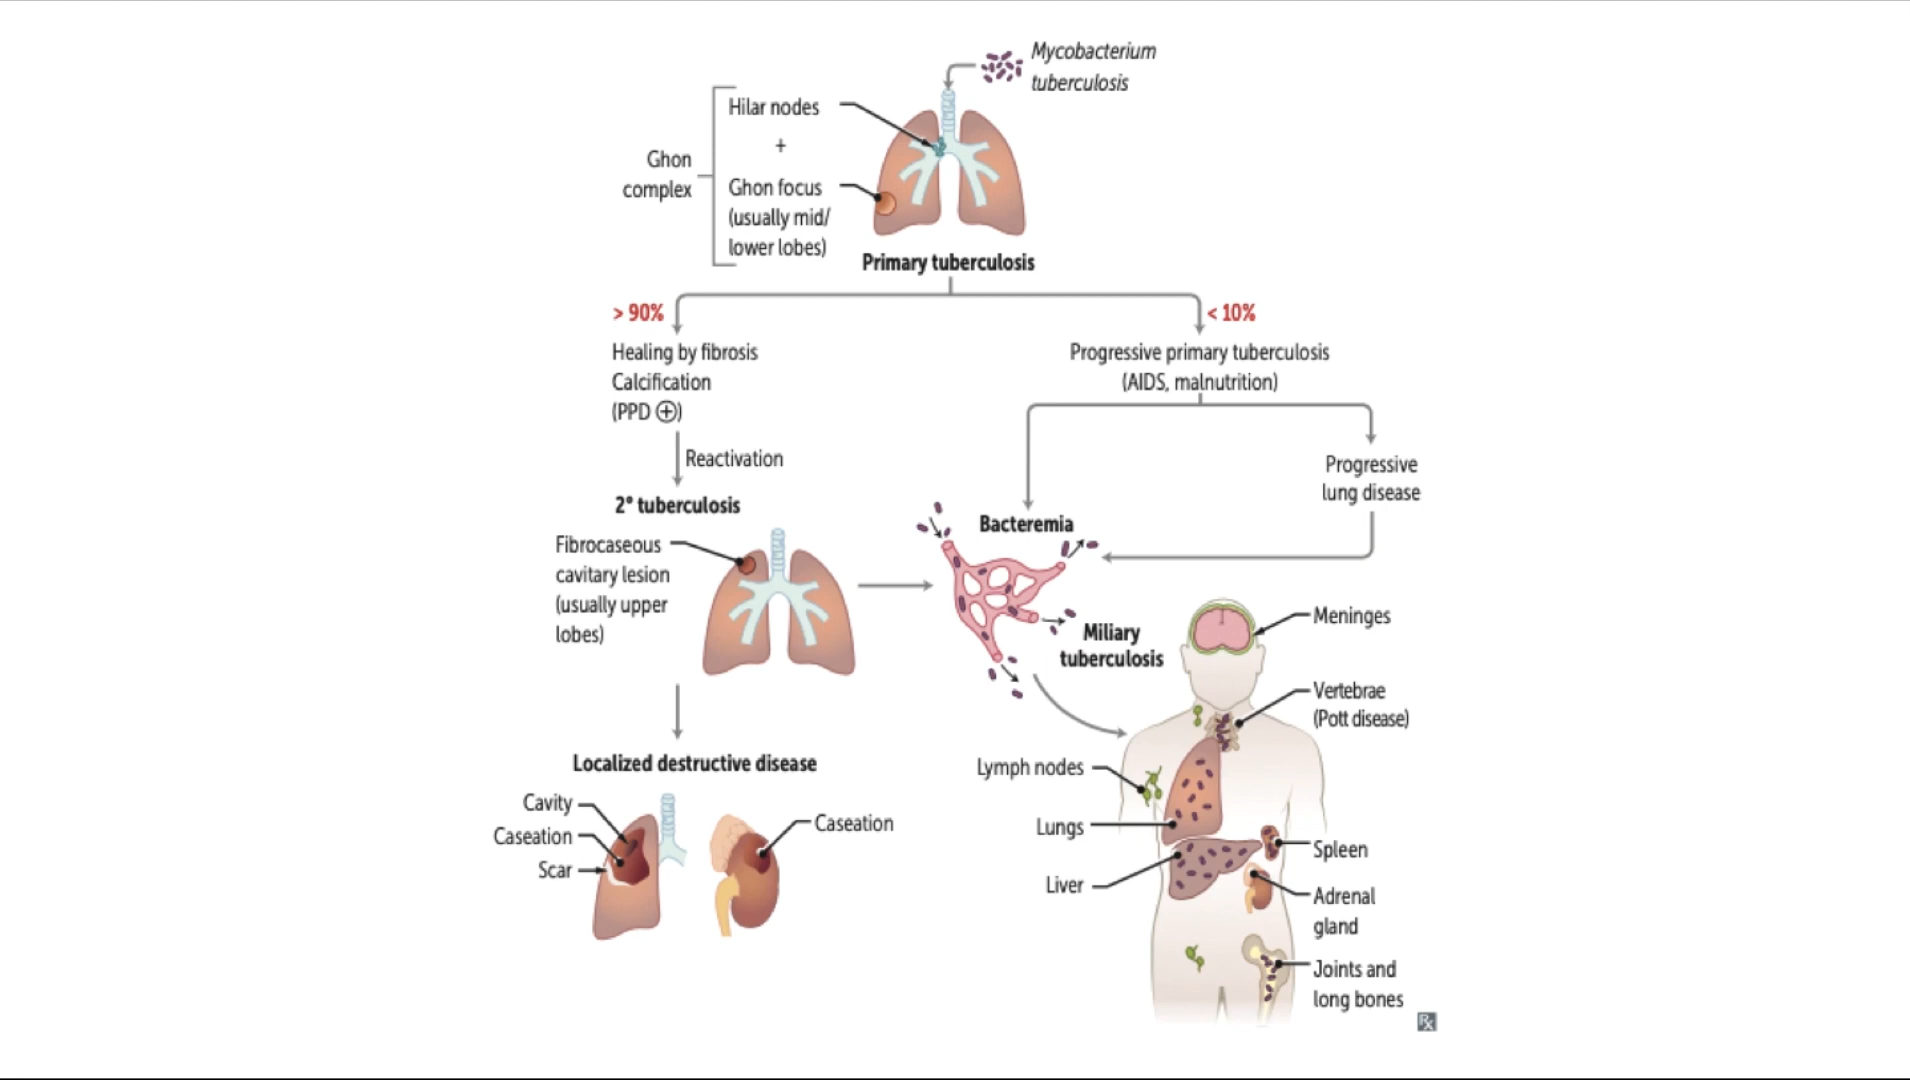 Mycobacterium
tuberculosis
Hilar nodes
+
Ghon
complex
Ghon focus
(usually mid/
lower lobes)
Primary tuberculosis
> 90%
< 10%
Healing by fibrosis
Calcification
(PPD ⊕)
Progressive primary tuberculosis
(AIDS, malnutrition)
Reactivation
Progressive
lung disease
2° tuberculosis
Fibrocaseous
cavitary lesion
(usually upper
lobes)
Bacteremia
Miliary
tuberculosis
Meninges
Vertebrae
(Pott disease)
Lymph nodes
Lungs
Liver
Spleen
Adrenal
gland
Joints and
long bones
Localized destructive disease
Cavity
Caseation
Scar
Caseation
Rx